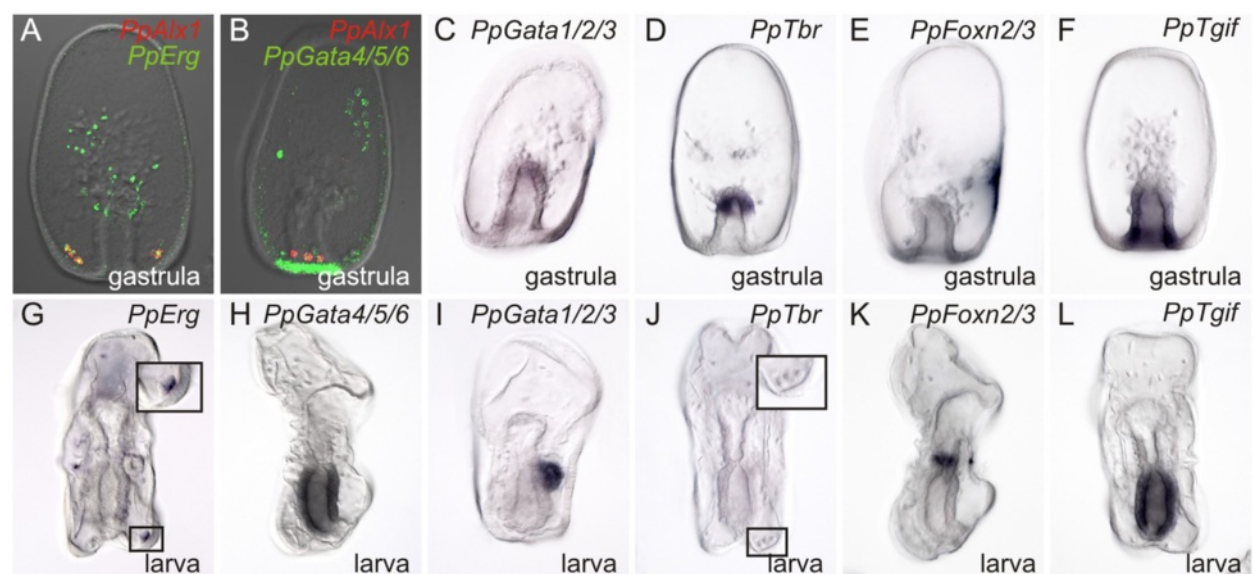 A PpAlx1
PpErg
gastrula
B PpAlx1
PpGata4/5/6
gastrula
C PpGata1/2/3
gastrula
D PpTbr
gastrula
E PpFoxn2/3
gastrula
F PpTgif
gastrula
G PpErg
larva
H PpGata4/5/6
larva
I PpGata1/2/3
larva
J PpTbr
larva
K PpFoxn2/3
larva
L PpTgif
larva